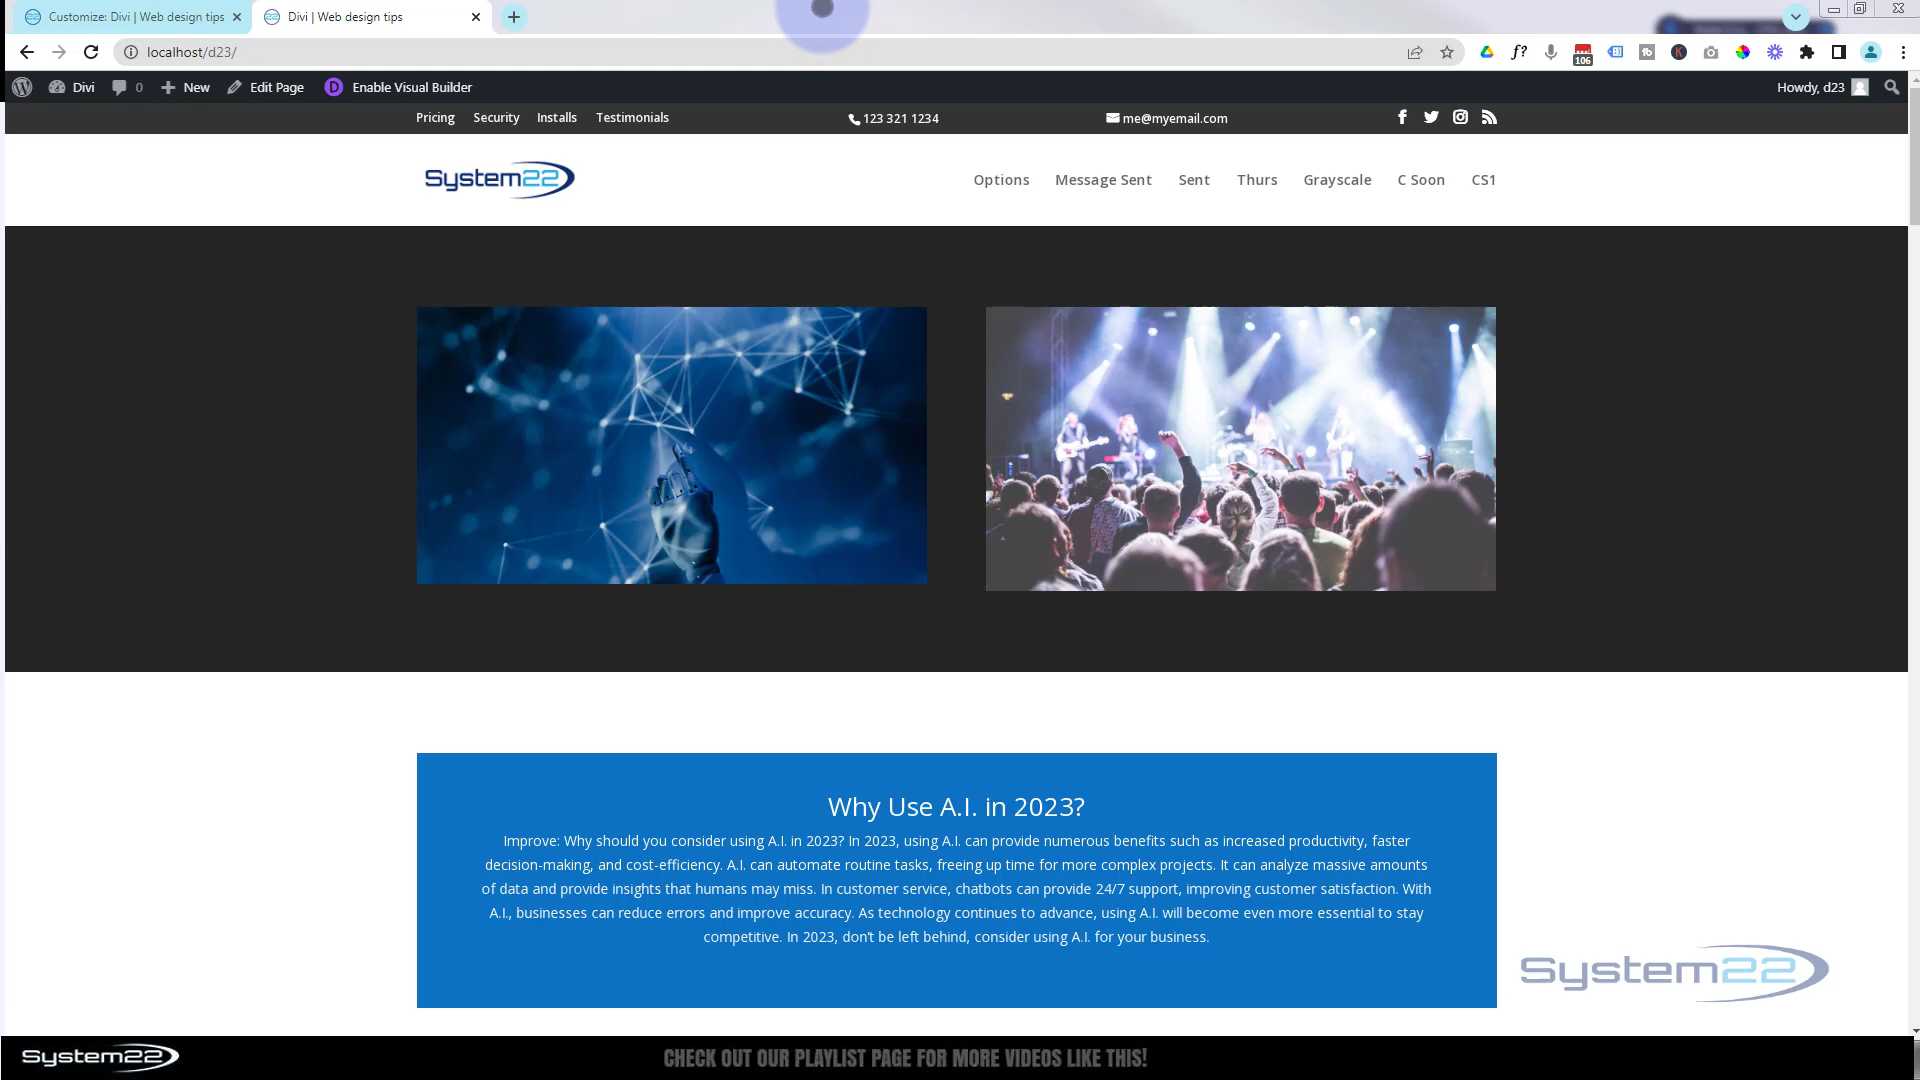 Customize: Divi | Web design tips
Divi | Web design tips
localhost/d23/
f?
106
Divi
0
New
Edit Page
D
Enable Visual Builder
Howdy, d23
Pricing
Security
Installs
Testimonials
123 321 1234
me@myemail.com
System22
Options
Message Sent
Sent
Thurs
Grayscale
C Soon
CS1
Why Use A.I. in 2023?
Improve: Why should you consider using A.I. in 2023? In 2023, using A.I. can provide numerous benefits such as increased productivity, faster
decision-making, and cost-efficiency. A.I. can automate routine tasks, freeing up time for more complex projects. It can analyze massive amounts
of data and provide insights that humans may miss. In customer service, chatbots can provide 24/7 support, improving customer satisfaction. With
A.I., businesses can reduce errors and improve accuracy. As technology continues to advance, using A.I. will become even more essential to stay
competitive. In 2023, don't be left behind, consider using A.I. for your business.
System22
System22
CHECK OUT OUR PLAYLIST PAGE FOR MORE VIDEOS LIKE THIS!